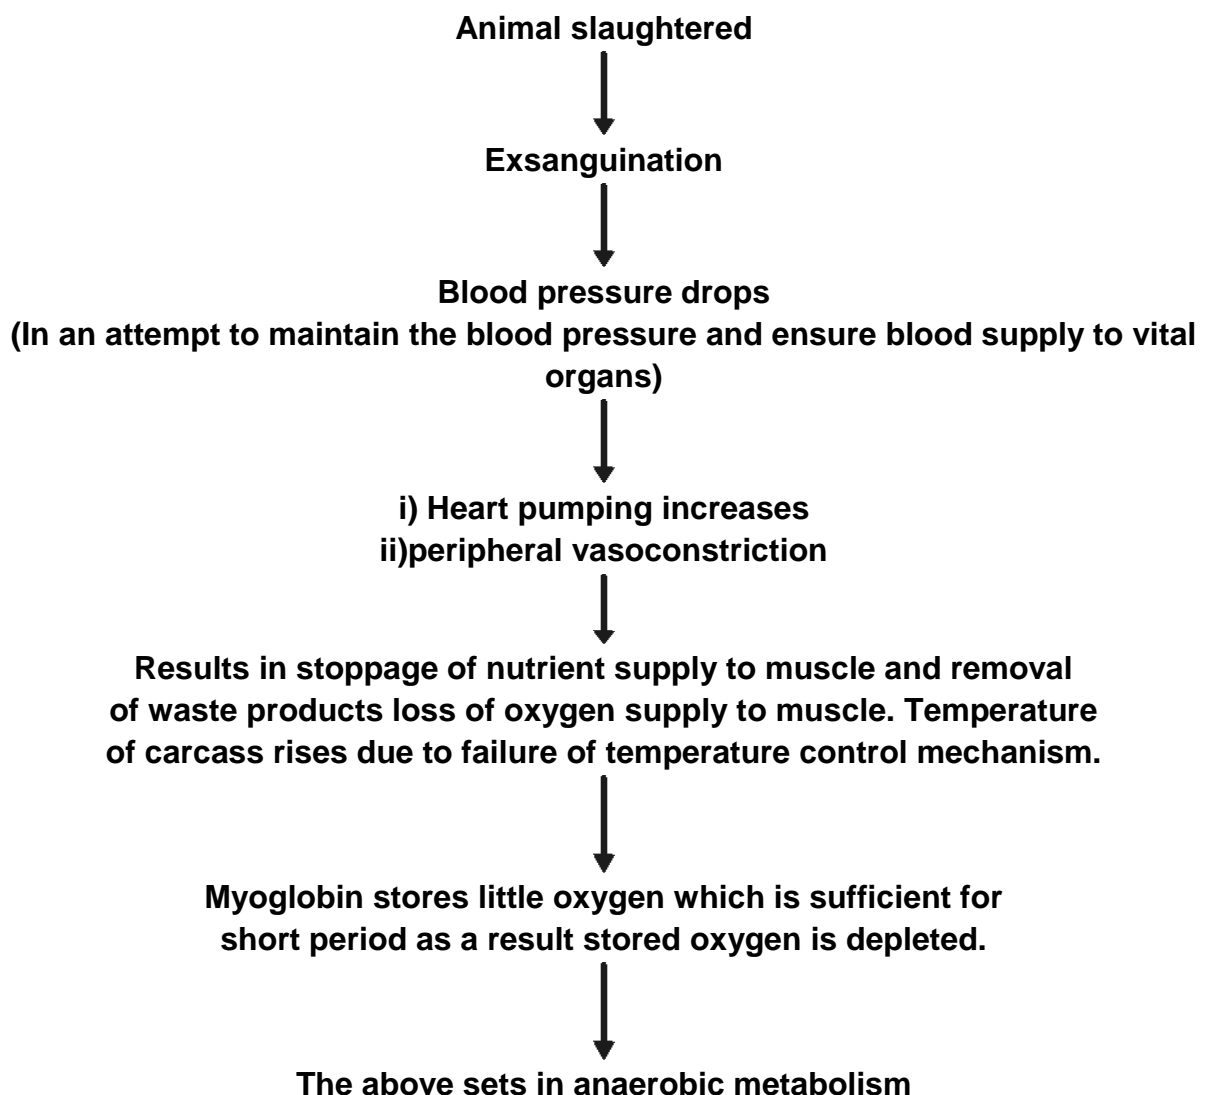 Animal slaughtered
Exsanguination
Blood pressure drops
(In an attempt to maintain the blood pressure and ensure blood supply to vital
organs)
i) Heart pumping increases
ii)peripheral vasoconstriction
Results in stoppage of nutrient supply to muscle and removal
of waste products loss of oxygen supply to muscle. Temperature
of carcass rises due to failure of temperature control mechanism.
Myoglobin stores little oxygen which is sufficient for
short period as a result stored oxygen is depleted.
The above sets in anaerobic metabolism